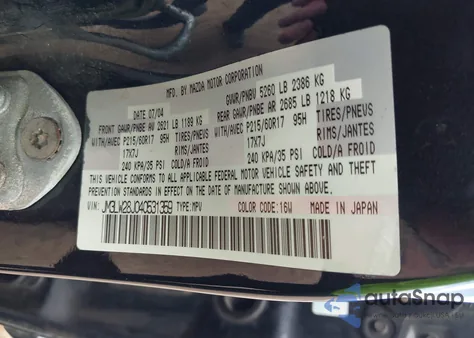 MFD. BY MAZDA MOTOR CORPORATION
DATE 07/04 GWVR/PNBV 5260 LB 2386 KG
FRONT GAWR/PNBE AV 2621 LB 1189 KG REAR GAWR/PNBE AR 2685 LB 1218 KG
WITH/AVEC P215/60R17 95H TIRES/PNEUS WITH/AVEC P215/60R17 95H TIRES/PNEUS
17X7J RIMS/JANTES 17X7J RIMS/JANTES
240 KPA/35 PSI COLD/A FROID 240 KPA/35 PSI COLD/A FROID
THIS VEHICLE CONFORMS TO ALL APPLICABLE FEDERAL MOTOR VEHICLE SAFETY AND THEFT
PREVENTION STANDARDS IN EFFECT ON THE DATE OF MANUFACTURE SHOWN ABOVE.
VIN: JM3LW28J040531359 TYPE:MPV COLOR CODE:16W MADE IN JAPAN
autoSnap